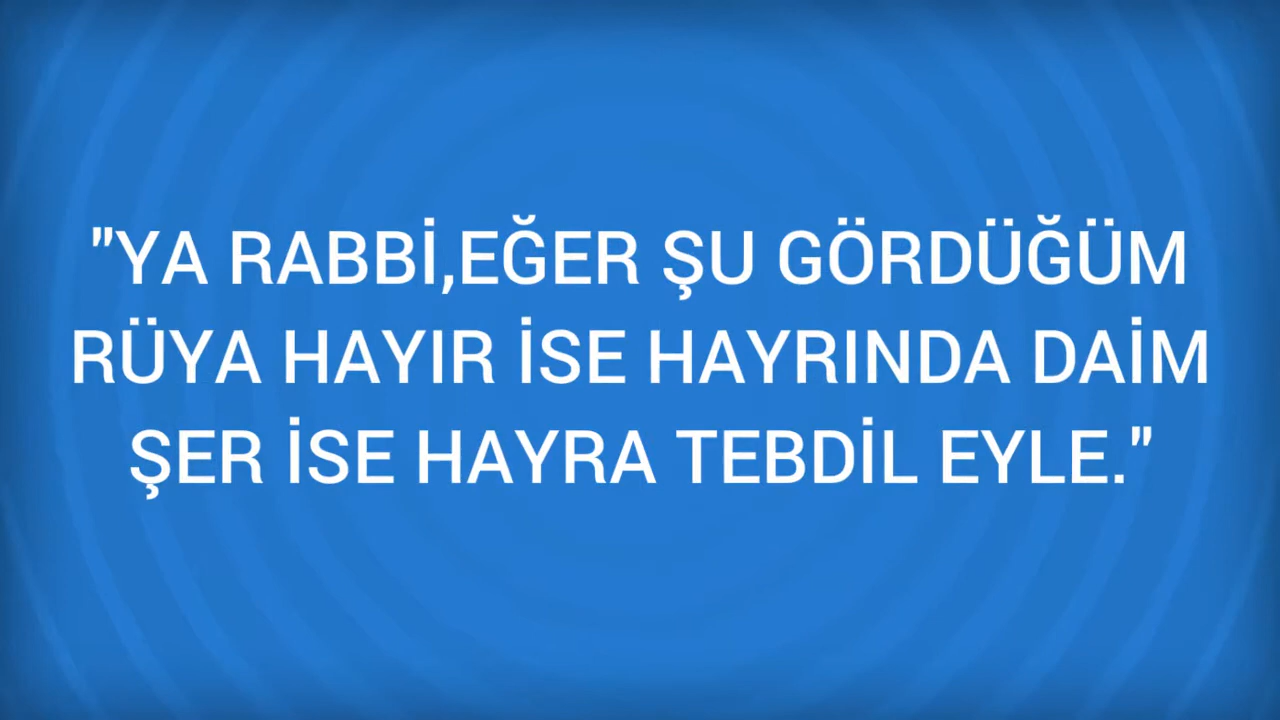 "YA RABBİ,EĞER ŞU GÖRDÜĞÜM
RÜYA HAYIR İSE HAYRINDA DAİM
ŞER İSE HAYRA TEBDİL EYLE."